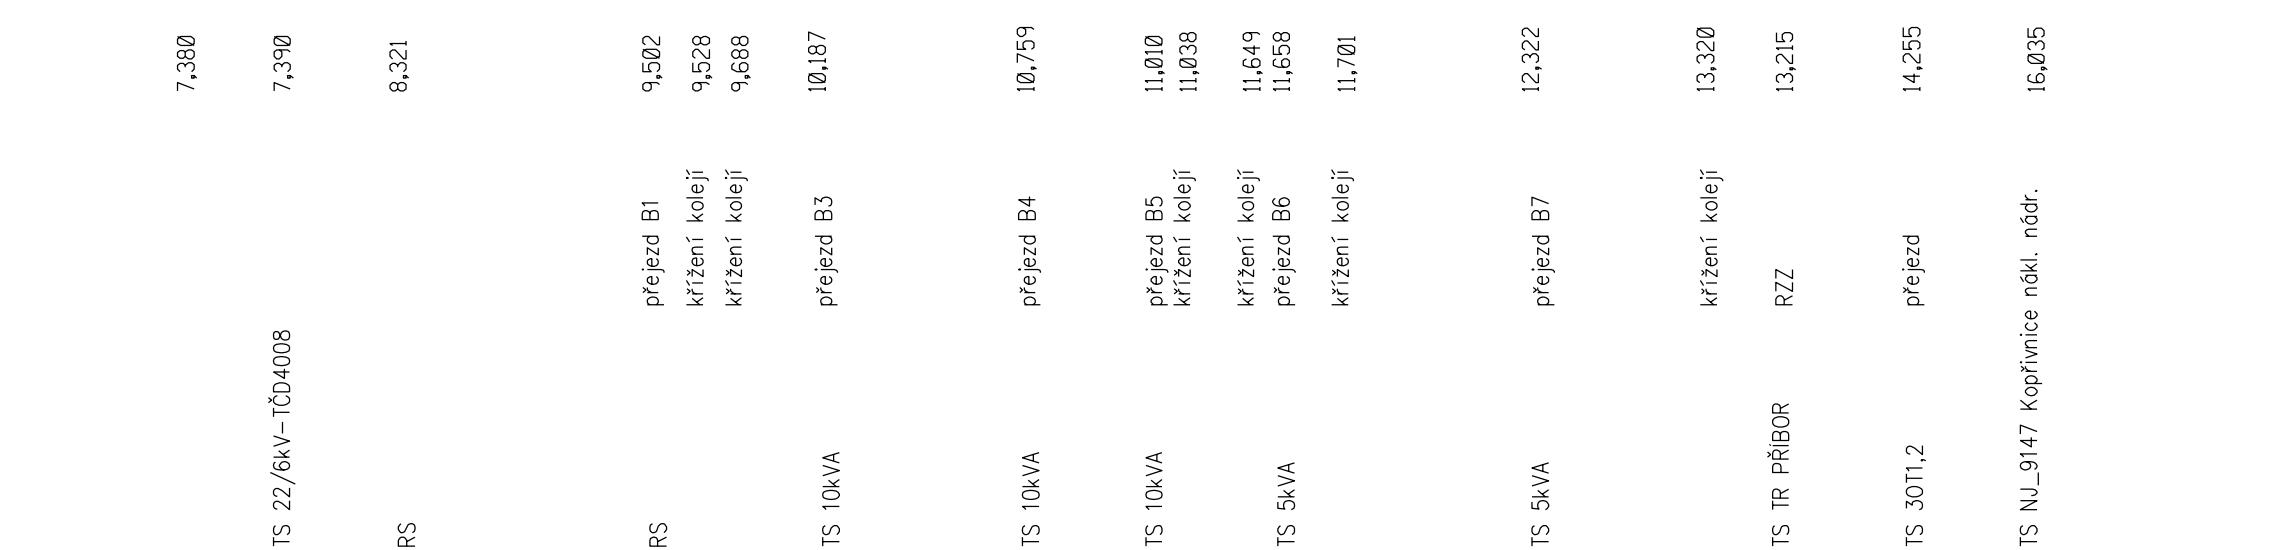 7,380
7,390
TS 22/6kV-TČD4008
8,321
RS
9,502
přejezd B1
RS
9,528
křížení kolejí
9,688
křížení kolejí
10,187
přejezd B3
TS 10kVA
10,759
přejezd B4
TS 10kVA
11,010
přejezd B5
TS 10kVA
11,038
křížení kolejí
11,649
křížení kolejí
11,658
přejezd B6
TS 5kVA
11,701
křížení kolejí
12,322
přejezd B7
TS 5kVA
13,320
křížení kolejí
13,215
RZZ
TS TR PŘÍBOR
14,255
přejezd
TS 30T1,2
16,035
TS NJ_9147 Kopřivnice nákl. nádr.